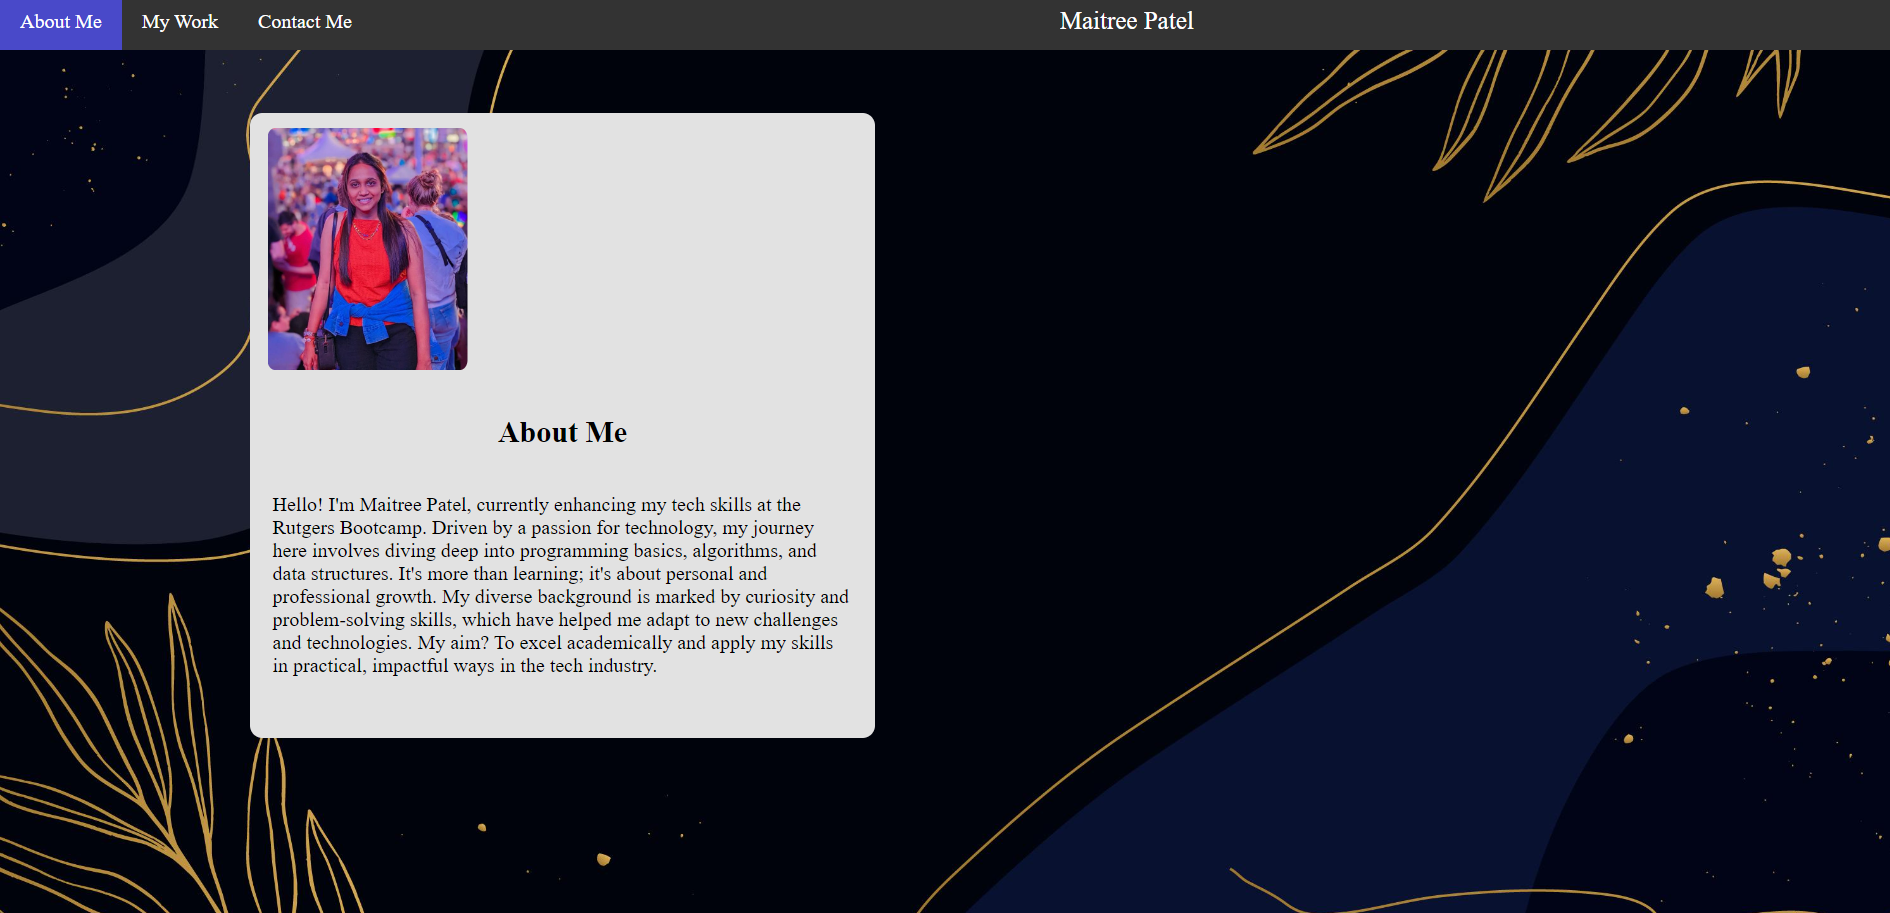 About Me My Work Contact Me Maitree Patel
About Me
Hello! I'm Maitree Patel, currently enhancing my tech skills at the
Rutgers Bootcamp. Driven by a passion for technology, my journey
here involves diving deep into programming basics, algorithms, and
data structures. It's more than learning; it's about personal and
professional growth. My diverse background is marked by curiosity and
problem-solving skills, which have helped me adapt to new challenges
and technologies. My aim? To excel academically and apply my skills
in practical, impactful ways in the tech industry.